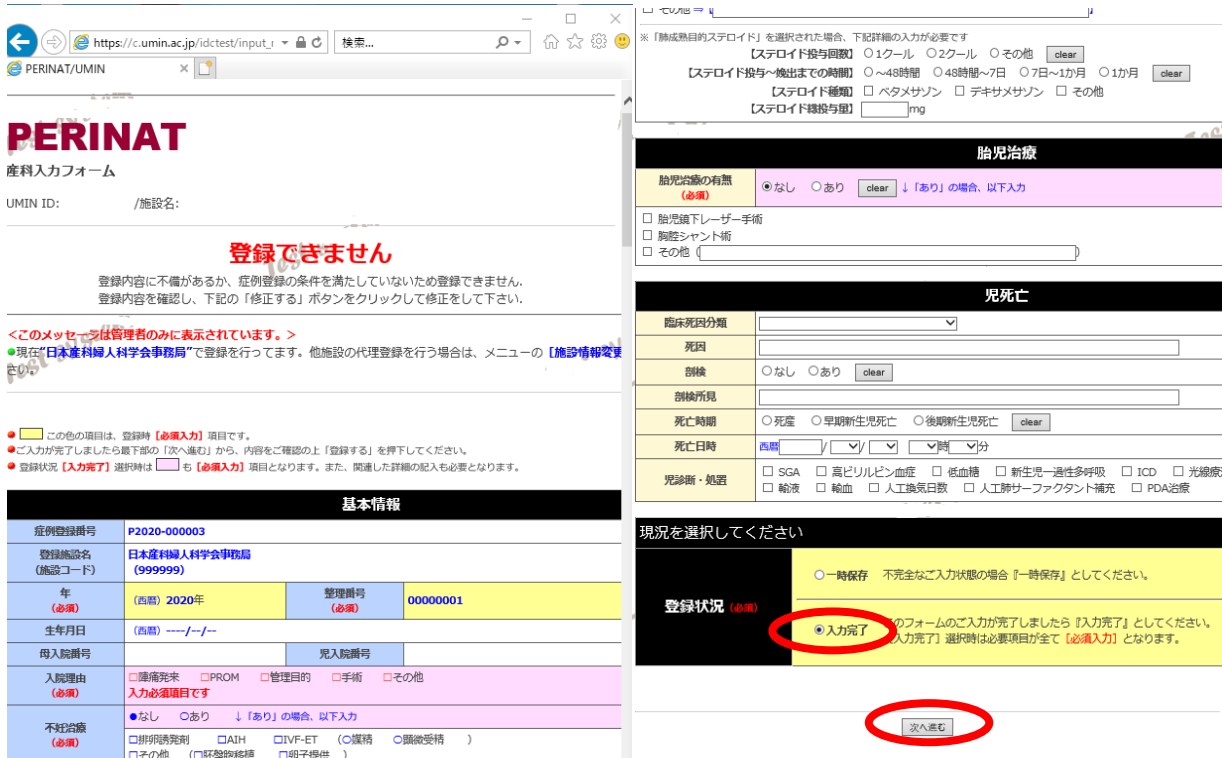 https://c.umin.ac.jp/idctest/input_r
検索...
PERINAT/UMIN
PERINAT
産科入力フォーム
UMIN ID: /施設名:
登録できません
登録内容に不備があるか、症例登録の条件を満たしていないため登録できません.
登録内容を確認し、下記の「修正する」ボタンをクリックして修正をして下さい.
<このメッセージは管理者のみに表示されています。>
●現在"日本産科婦人科学会事務局"で登録を行ってます。他施設の代理登録を行う場合は、メニューの【施設情報変更
さい。
この色の項目は、登録時【必須入力】項目です。
●ご入力が完了しましたら最下部の「次へ進む」から、内容をご確認の上「登録する」を押下してください。
● 登録状況【入力完了】選択時は も【必須入力】項目となります。また、関連した詳細の記入も必要となります。
基本情報
症例登録番号 P2020-000003
登録施設名 日本産科婦人科学会事務局
(施設コード) (999999)
年 (西暦) 2020年 整理番号 00000001
(必須) (必須)
生年月日 (西暦) ----/--/--
母入院番号 児入院番号
入院理由 □陣痛発来 □PROM □管理目的 □手術 □その他
(必須) 入力必須項目です
不妊治療 ●なし ○あり ↓「あり」の場合、以下入力
(必須) □排卵誘発剤 □AIH □IVF-ET (○媒精 ○顕微受精 )
□その他 (□胚盤胞移植 □卵子提供 )
□ その他⇒ [ ]
※「肺成熟目的ステロイド」を選択された場合、下記詳細の入力が必要です
【ステロイド投与回数】 ○1クール ○2クール ○その他 clear
【ステロイド投与～娩出までの時間】 ○～48時間 ○48時間～7日 ○7日～1か月 ○1か月 clear
【ステロイド種類】 □ ベタメサゾン □ デキサメサゾン □ その他
【ステロイド総投与量】 mg
胎児治療
胎児治療の有無 ◉なし ○あり clear ↓「あり」の場合、以下入力
(必須)
□ 胎児鏡下レーザー手術
□ 胸腔シャント術
□ その他 ( )
児死亡
臨床死因分類
死因
剖検 ○なし ○あり clear
剖検所見
死亡時期 ○死産 ○早期新生児死亡 ○後期新生児死亡 clear
死亡日時 西暦 / / 時 分
児診断・処置 □ SGA □ 高ビリルビン血症 □ 低血糖 □ 新生児一過性多呼吸 □ ICD □ 光線療
□ 輸液 □ 輸血 □ 人工換気日数 □ 人工肺サーファクタント補充 □ PDA治療
現況を選択してください
登録状況 (必須) ○一時保存 不完全なご入力状態の場合『一時保存』としてください。
◉入力完了 のフォームのご入力が完了しましたら『入力完了』としてください。
入力完了］選択時は必要項目が全て［必須入力］となります。
次へ進む